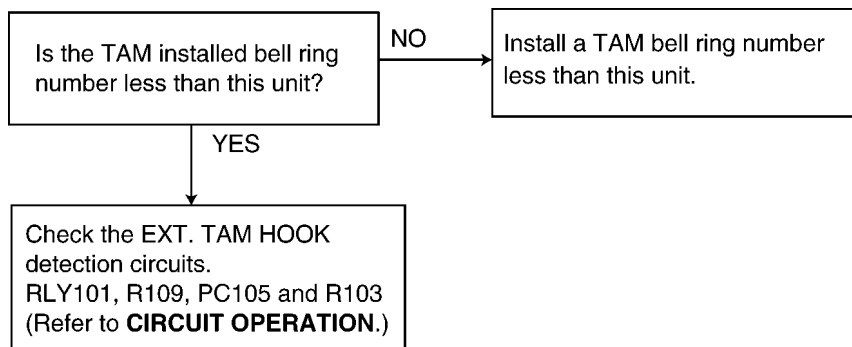 Is the TAM installed bell ring
number less than this unit?
NO
Install a TAM bell ring number
less than this unit.
YES
Check the EXT. TAM HOOK
detection circuits.
RLY101, R109, PC105 and R103
(Refer to CIRCUIT OPERATION.)